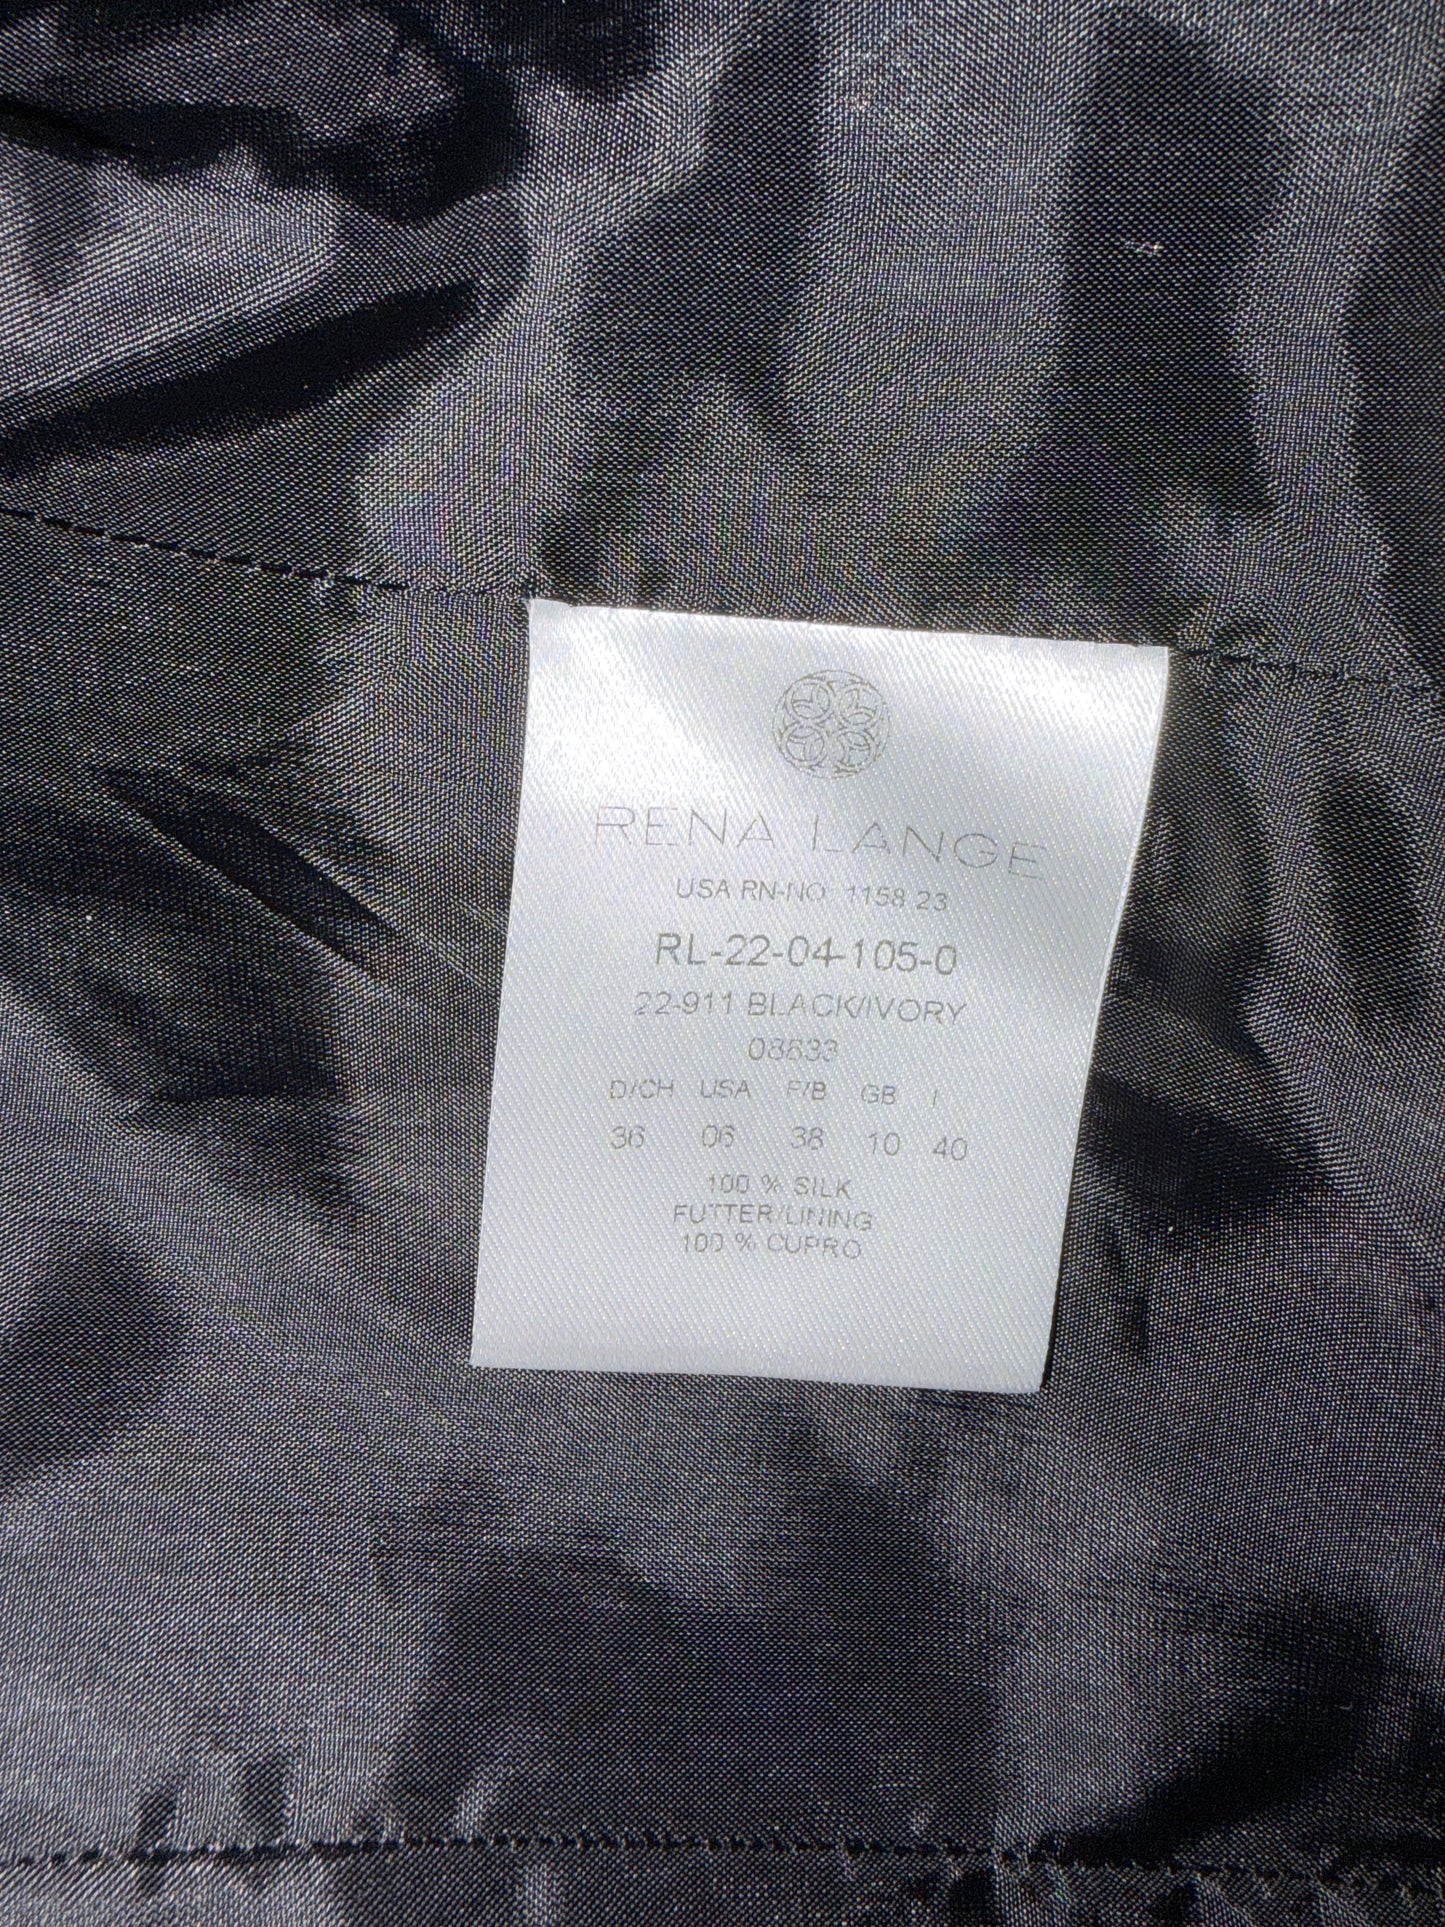 RENA LANGE
USA RN-NO 1158 23
RL-22-04-105-0
22-911 BLACK/IVORY
08833
D/CH USA F/B GB I
36 06 38 10 40
100 % SILK
FUTTER/LINING
100 % CUPRO